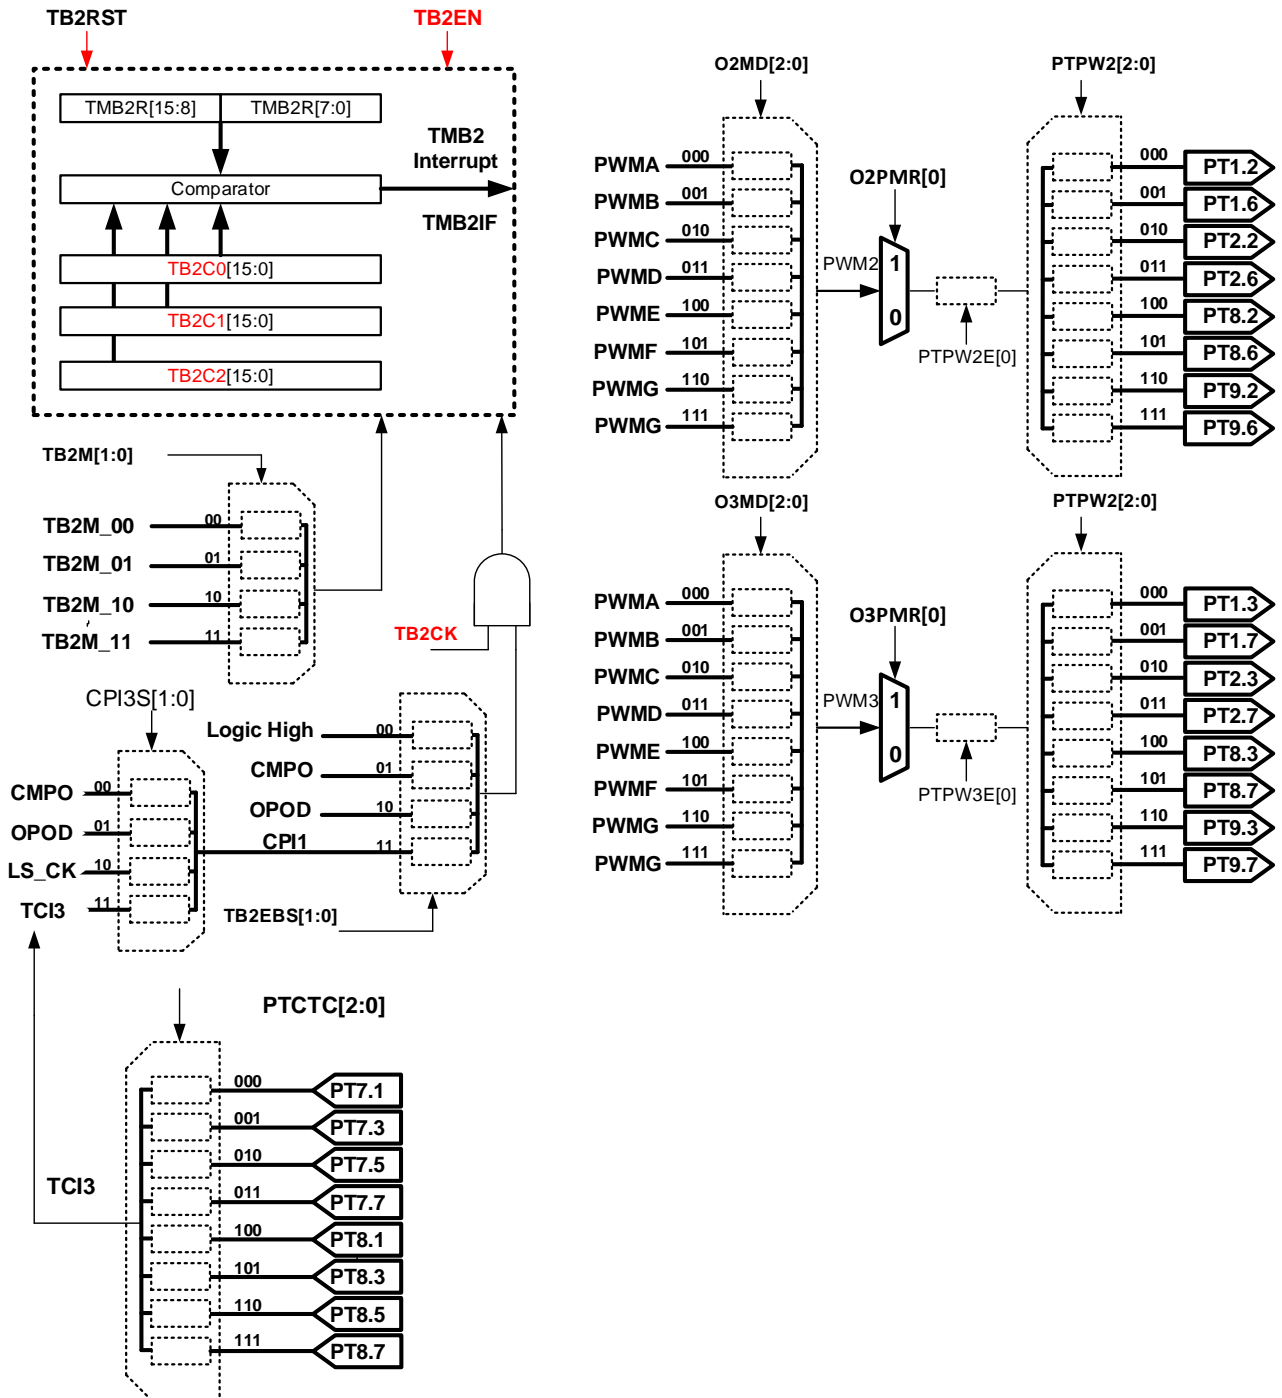 TB2RST
TB2EN
TMB2R[15:8]
TMB2R[7:0]
TMB2
Interrupt
Comparator
TMB2IF
TB2C0[15:0]
TB2C1[15:0]
TB2C2[15:0]
TB2M[1:0]
TB2M_00
00
TB2M_01
01
TB2M_10
10
TB2M_11
11
TB2CK
CPI3S[1:0]
CMPO
00
OPOD
01
LS_CK
10
TCI3
11
Logic High
00
CMPO
01
OPOD
10
CPI1
11
TB2EBS[1:0]
PTCTC[2:0]
TCI3
000
PT7.1
001
PT7.3
010
PT7.5
011
PT7.7
100
PT8.1
101
PT8.3
110
PT8.5
111
PT8.7
O2MD[2:0]
PWMA
000
PWMB
001
PWMC
010
PWMD
011
PWME
100
PWMF
101
PWMG
110
PWMG
111
O2PMR[0]
PWM2
1
0
PTPW2E[0]
PTPW2[2:0]
000
PT1.2
001
PT1.6
010
PT2.2
011
PT2.6
100
PT8.2
101
PT8.6
110
PT9.2
111
PT9.6
O3MD[2:0]
PWMA
000
PWMB
001
PWMC
010
PWMD
011
PWME
100
PWMF
101
PWMG
110
PWMG
111
O3PMR[0]
PWM3
1
0
PTPW3E[0]
PTPW2[2:0]
000
PT1.3
001
PT1.7
010
PT2.3
011
PT2.7
100
PT8.3
101
PT8.7
110
PT9.3
111
PT9.7